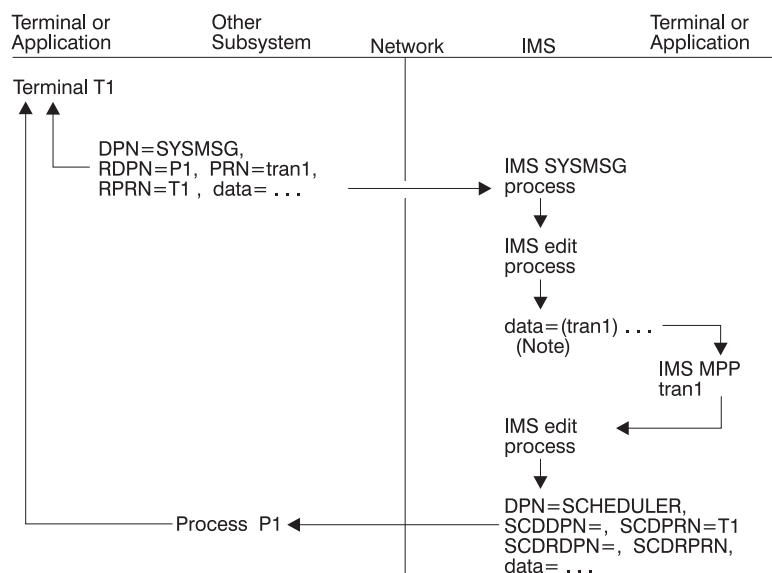 Terminal or Application
Other Subsystem
Network
IMS
Terminal or Application
Terminal T1
DPN=SYSMSG,
RDPN=P1, PRN=tran1,
RPRN=T1 , data= . . .
IMS SYSMSG
process
IMS edit
process
data=(tran1) . . .
(Note)
IMS MPP
tran1
IMS edit
process
DPN=SCHEDULER,
SCDDPN=, SCDPRN=T1
SCDRDPN=, SCDRPRN,
data= . . .
Process P1